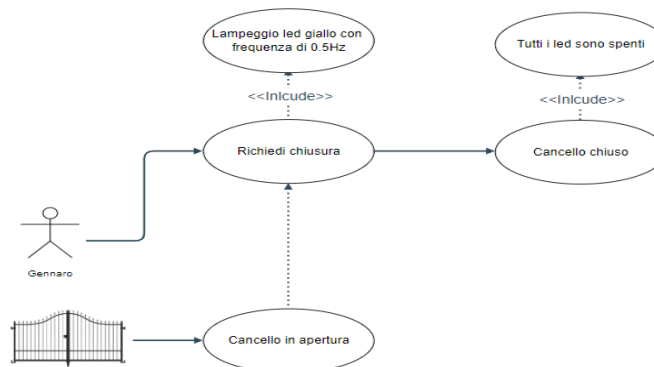 Lampeggio led giallo con
frequenza di 0.5Hz
Tutti i led sono spenti
<<Inlcude>>
<<Inlcude>>
Richiedi chiusura
Cancello chiuso
Gennaro
Cancello in apertura